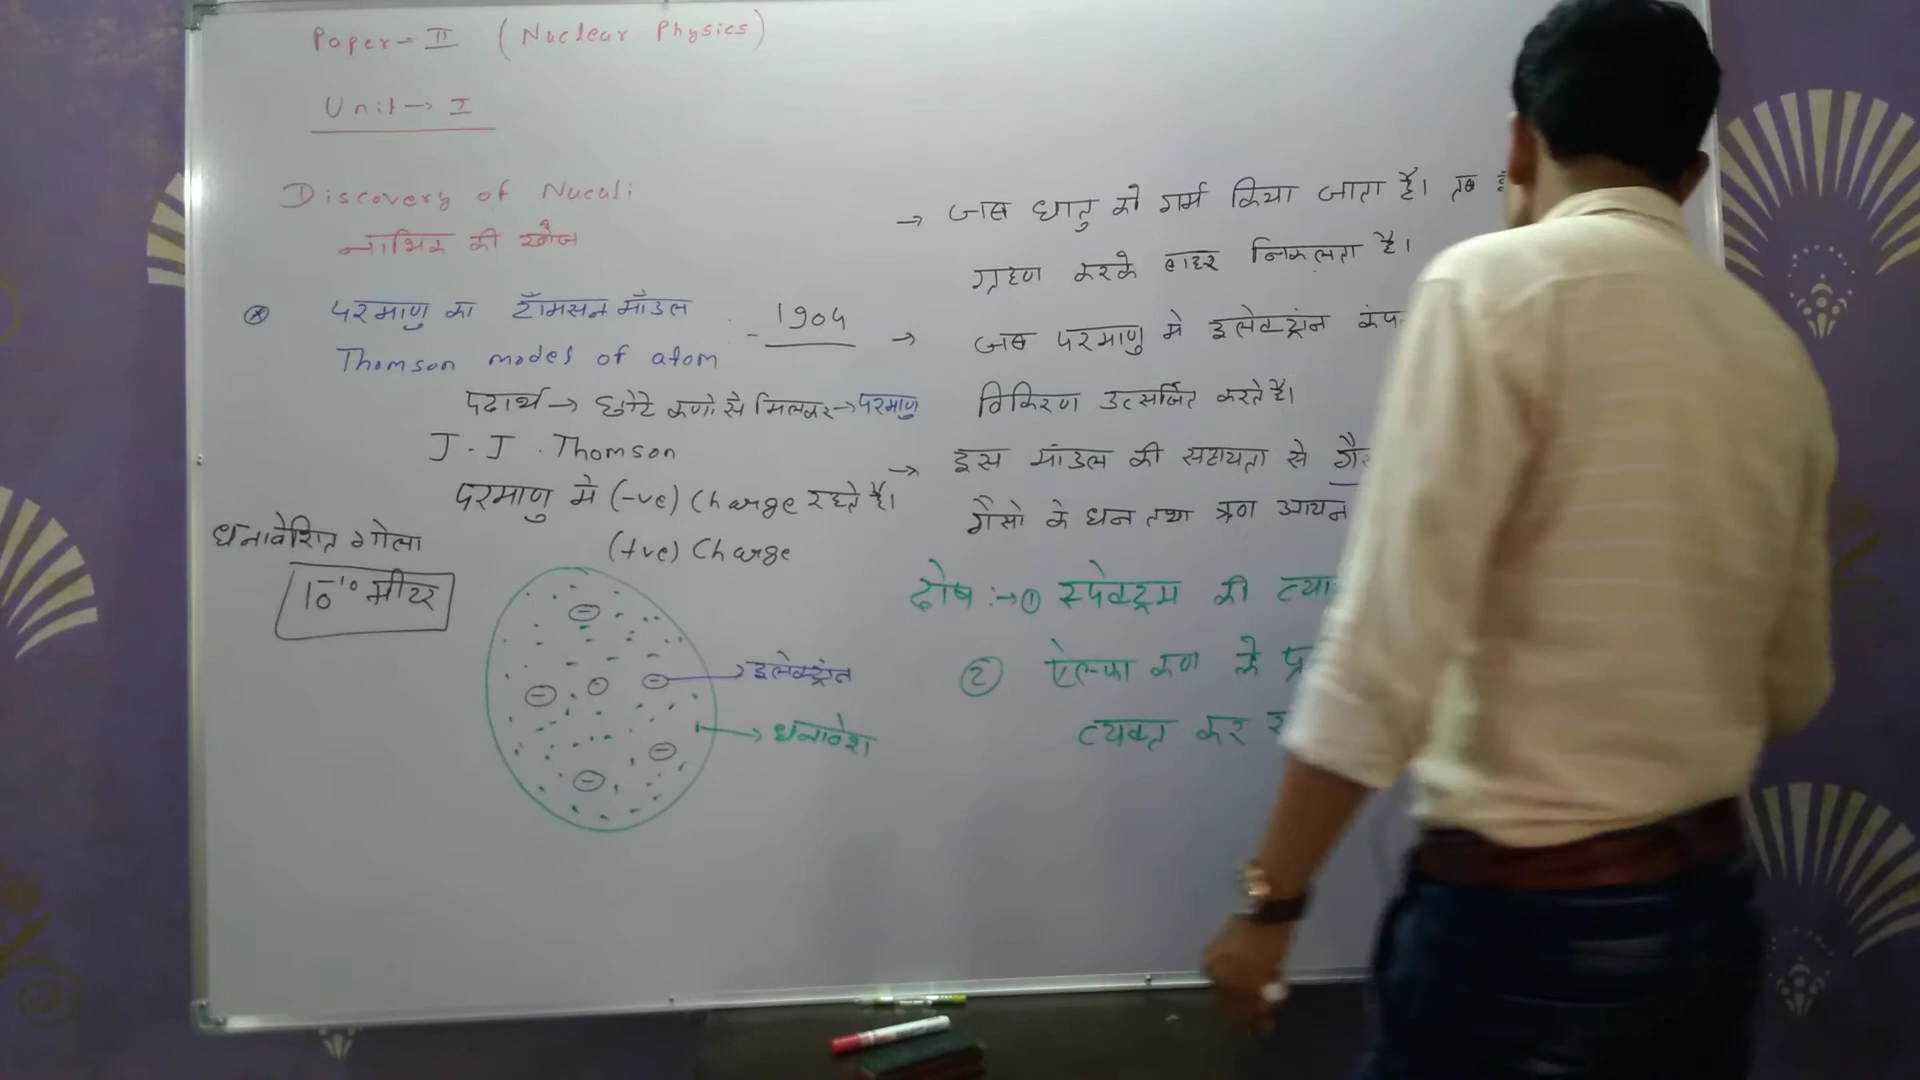 Paper→ II (Nuclear Physics)
Unit→ I
Discovery of Nuculi
नाभिक की खोज
परमाणु का टॉमसन मॉडल
Thomson model of atom
- 1904
पदार्थ → छोटे कणो से मिलकर → परमाणु
J.J. Thomson
परमाणु मे (-ve) Charge रहते है।
(+ve) Charge
धनावेशित गोला
10⁻¹⁰ मीटर
→ इलेक्ट्रॉन
→ धनावेश
→ जब धातु को गर्म किया जाता है। तब
ग्रहण करके बाहर निकलता है।
→ जब परमाणु मे इलेक्ट्रॉन
विकिरण उत्सर्जित करते है।
→ इस मॉडल की सहायता से
गैसो के धन तथा ऋण आयन
दोष :→ ① स्पेक्ट्रम की
② ऐल्फा कण के
व्यक्त कर